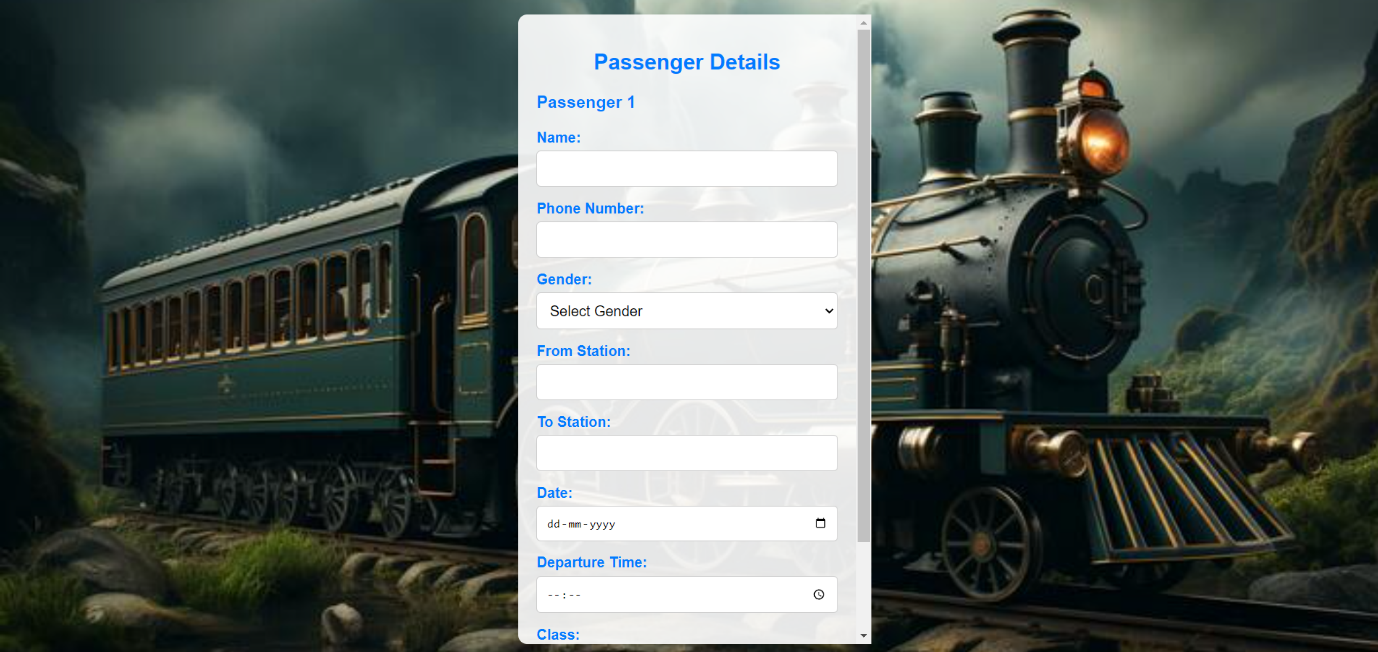 Passenger Details
Passenger 1
Name:
Phone Number:
Gender:
Select Gender
From Station:
To Station:
Date:
dd-mm-yyyy
Departure Time:
--:--
Class: